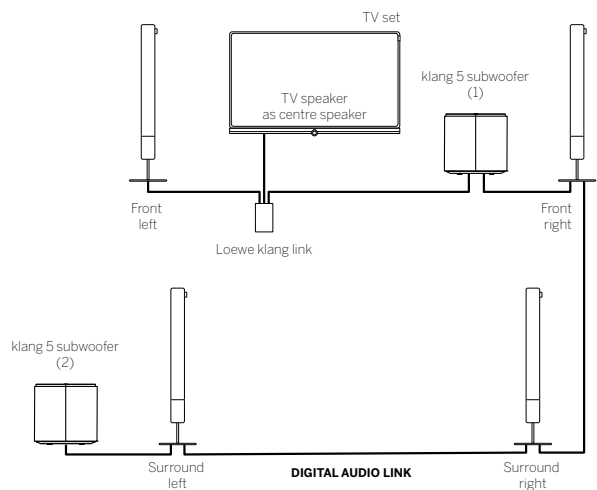 TV set
TV speaker
as centre speaker
klang 5 subwoofer
(1)
Front
left
Front
right
Loewe klang link
klang 5 subwoofer
(2)
Surround
left
DIGITAL AUDIO LINK
Surround
right